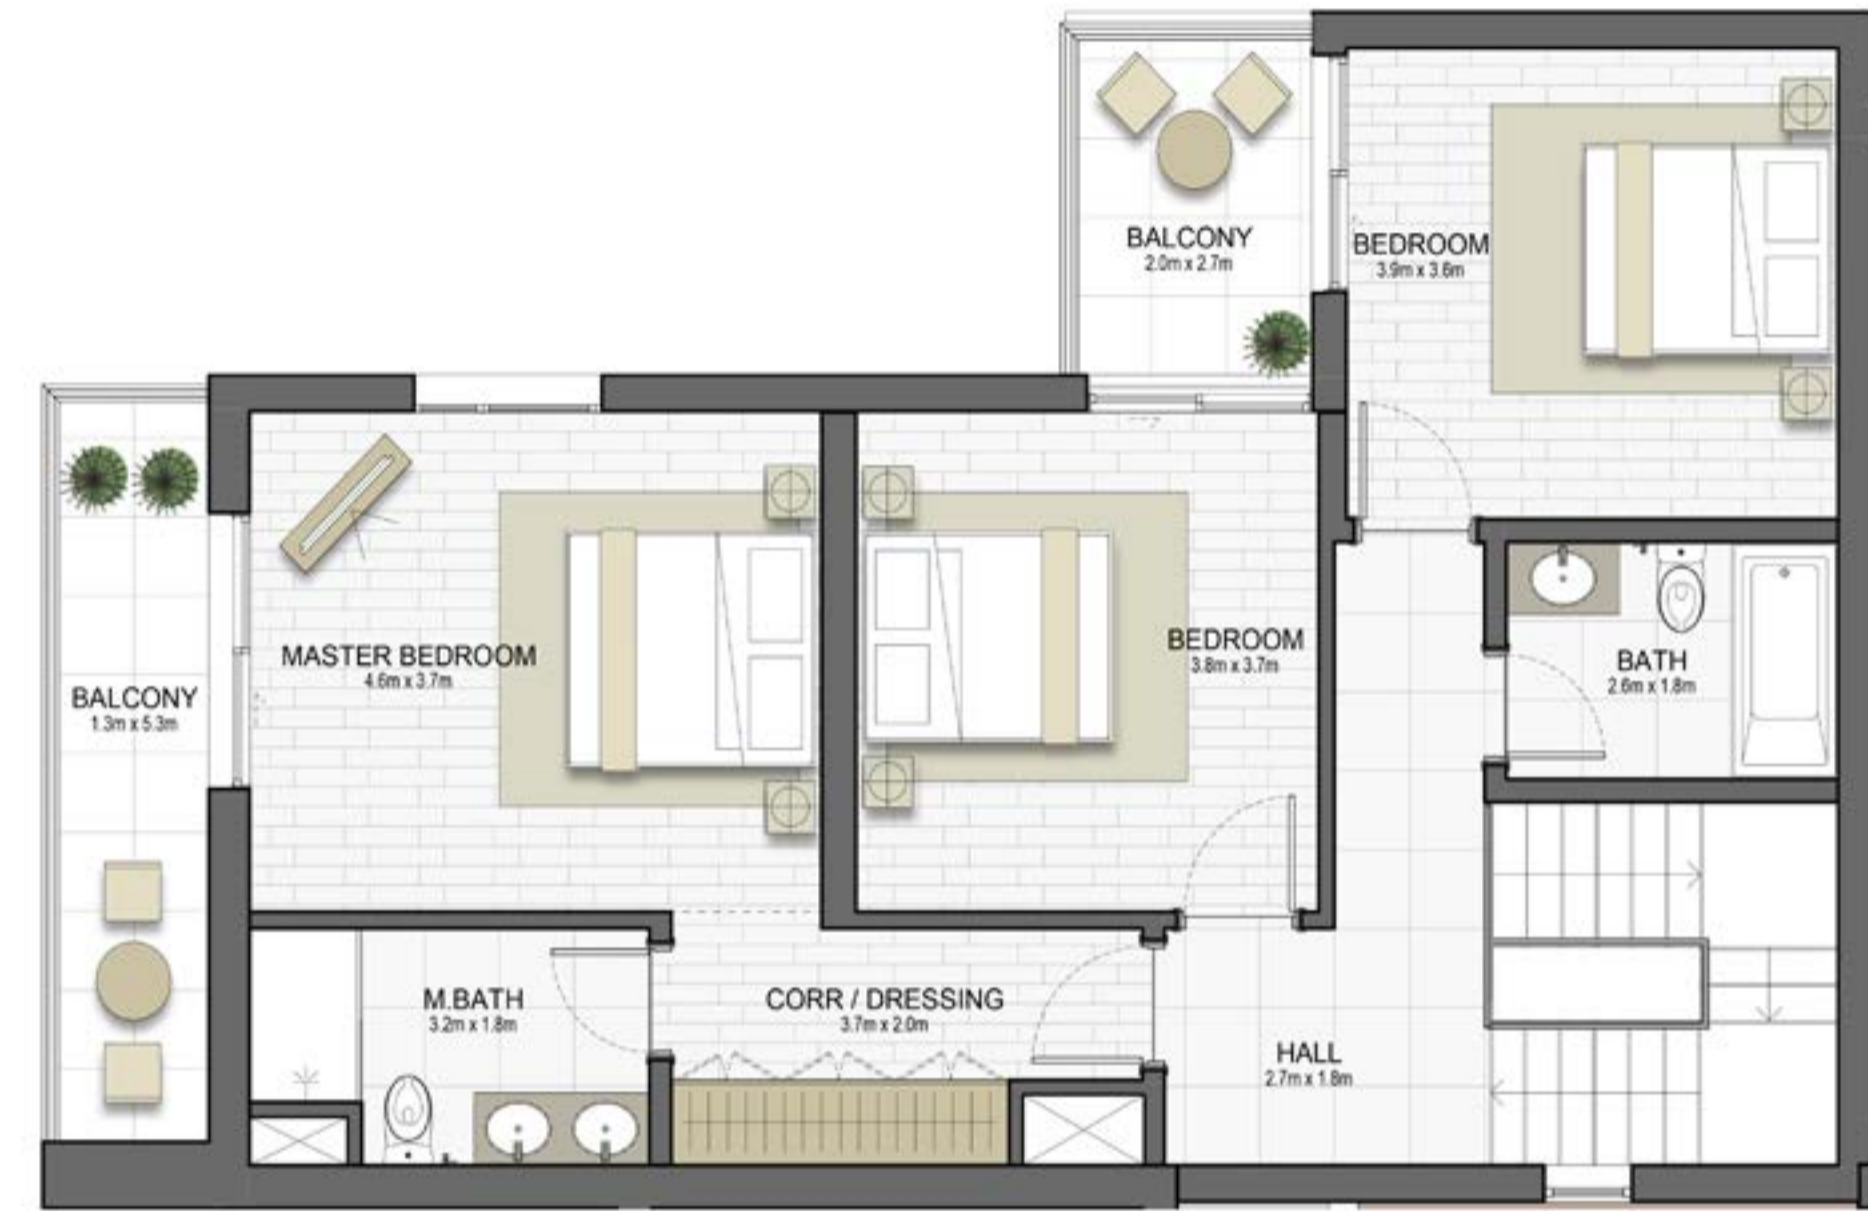 BALCONY
2.0m x 2.7m
BEDROOM
3.9m x 3.6m
MASTER BEDROOM
4.6m x 3.7m
BALCONY
1.3m x 5.3m
BEDROOM
3.8m x 3.7m
BATH
2.6m x 1.8m
M.BATH
3.2m x 1.8m
CORR / DRESSING
3.7m x 2.0m
HALL
2.7m x 1.8m